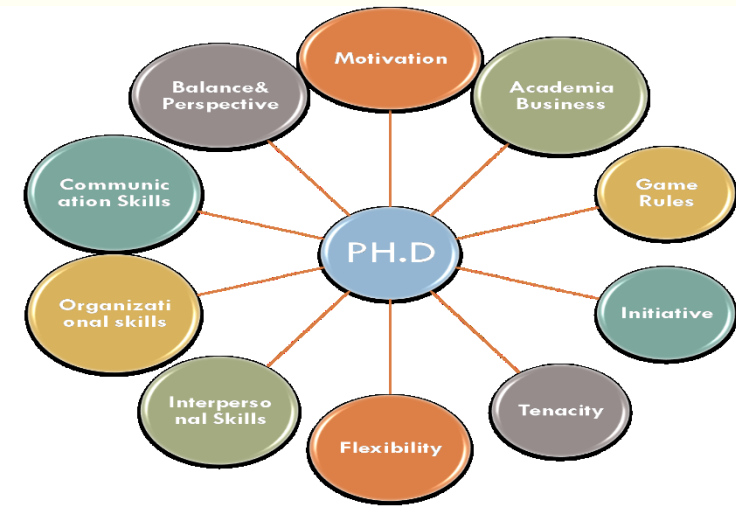 Motivation
Academia
Business
Game
Rules
Initiative
Tenacity
Flexibility
Interperso
nal Skills
Organizati
onal skills
Communic
ation Skills
Balance&
Perspective
PH.D